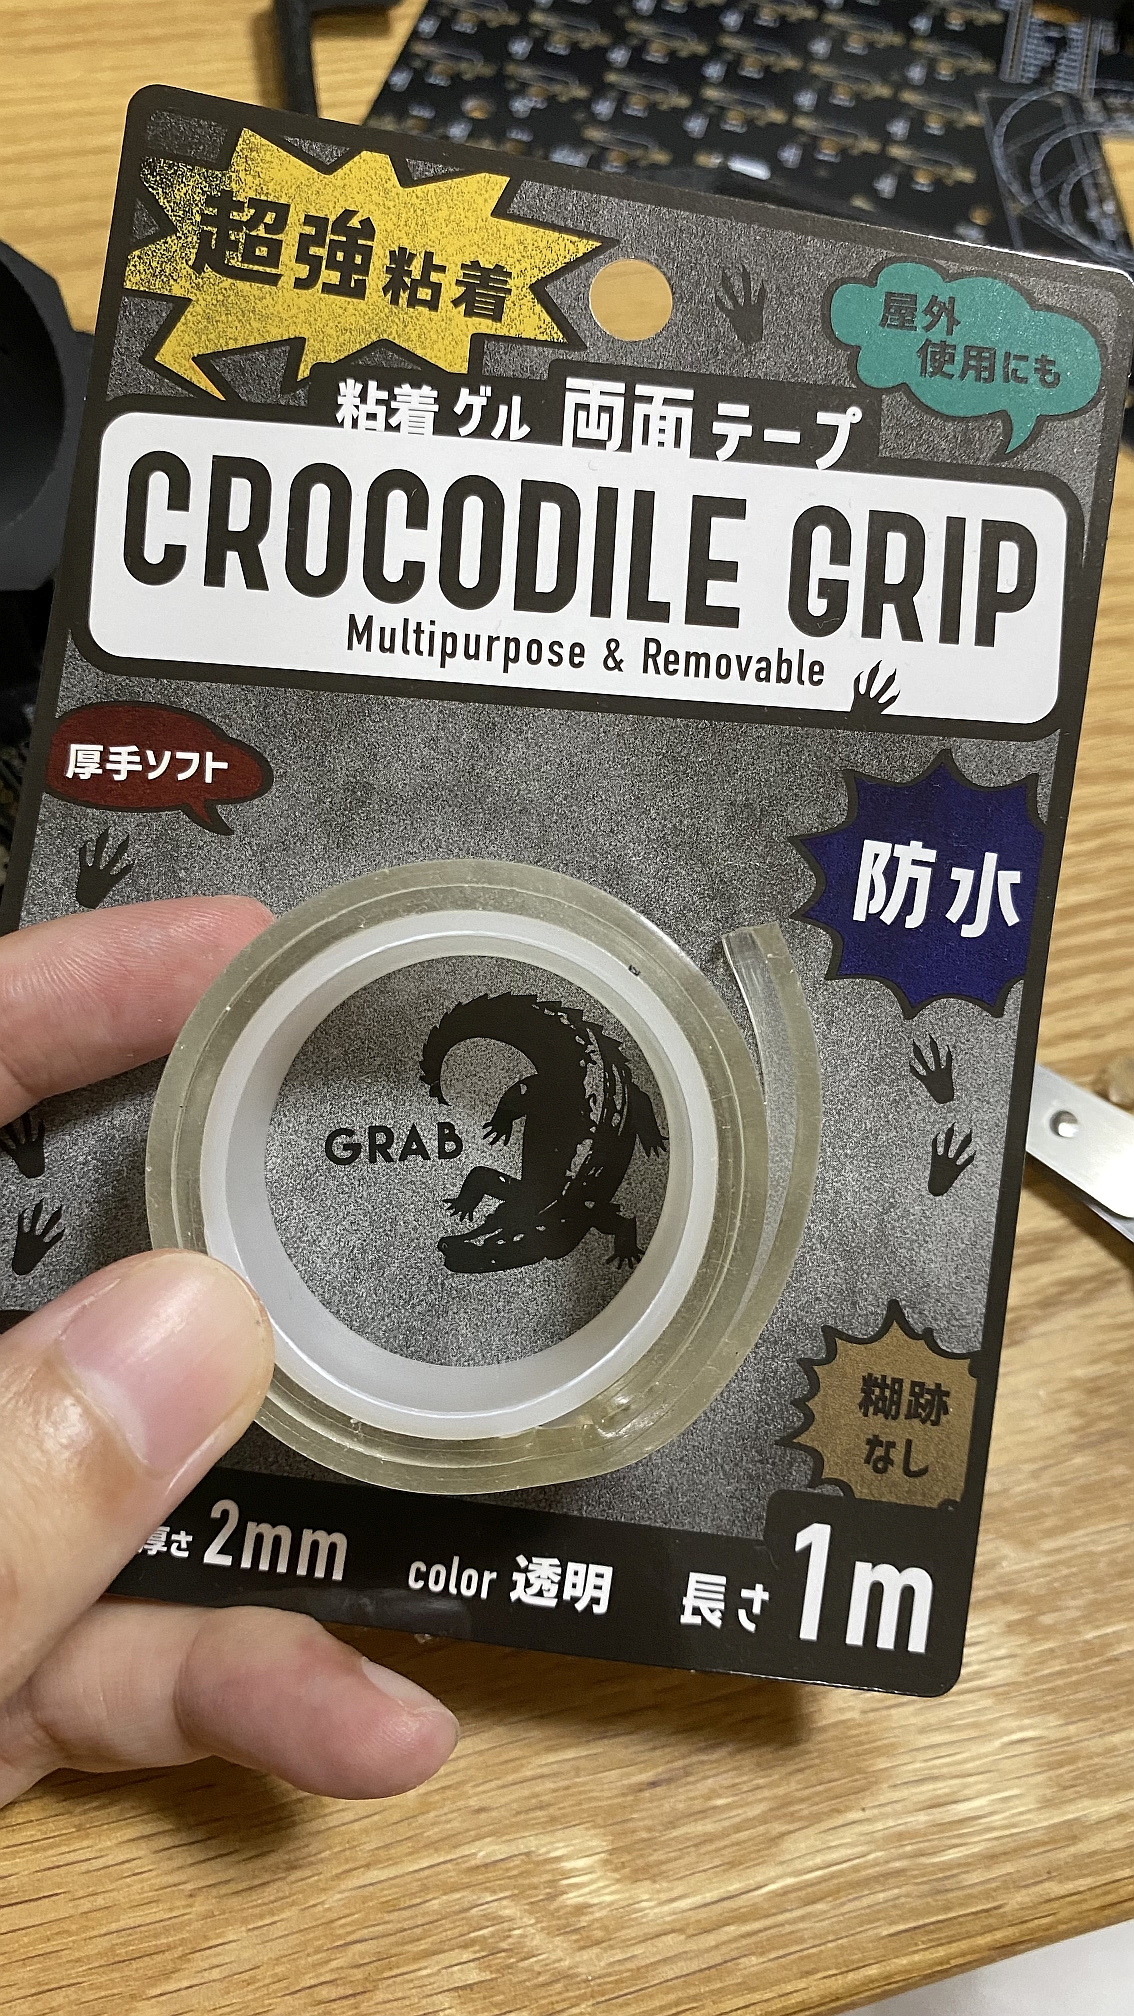 超強粘着
屋外
使用にも
粘着ゲル 両面テープ
CROCODILE GRIP
Multipurpose & Removable
厚手ソフト
防水
GRAB
糊跡
なし
厚さ 2mm color 透明 長さ 1m